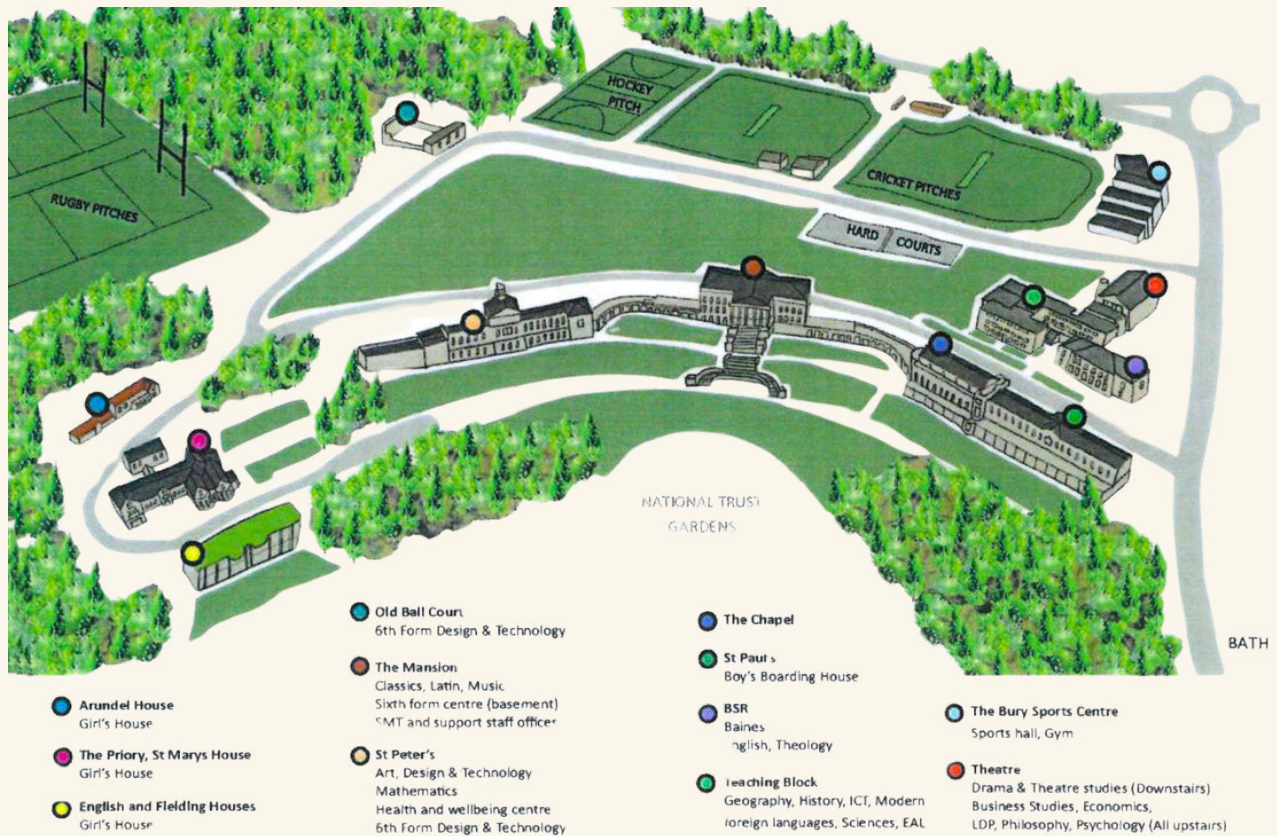 HOCKEY
PITCH
CRICKET PITCHES
RUGBY PITCHES
HARD COURTS
NATIONAL TRUST
GARDENS
BATH
Arundel House
Girl's House
The Priory, St Marys House
Girl's House
English and Fielding Houses
Girl's House
Old Ball Court
6th Form Design & Technology
The Mansion
Classics, Latin, Music
Sixth form centre (basement)
SMT and support staff offices
St Peter's
Art, Design & Technology
Mathematics
Health and wellbeing centre
6th Form Design & Technology
The Chapel
St Paul's
Boy's Boarding House
BSR
Baines
English, Theology
Teaching Block
Geography, History, ICT, Modern
foreign languages, Sciences, EAL
The Bury Sports Centre
Sports hall, Gym
Theatre
Drama & Theatre studies (Downstairs)
Business Studies, Economics,
LDP, Philosophy, Psychology (All upstairs)